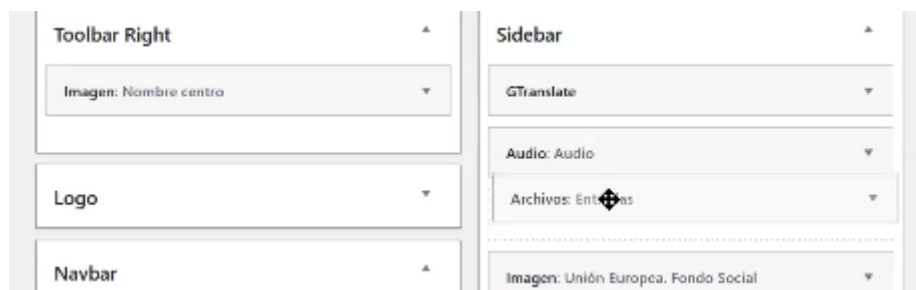 Toolbar Right
Imagen: Nombre centro
Logo
Navbar
Sidebar
GTranslate
Audio: Audio
Archivos:
Imagen: Unión Europea. Fondo Social